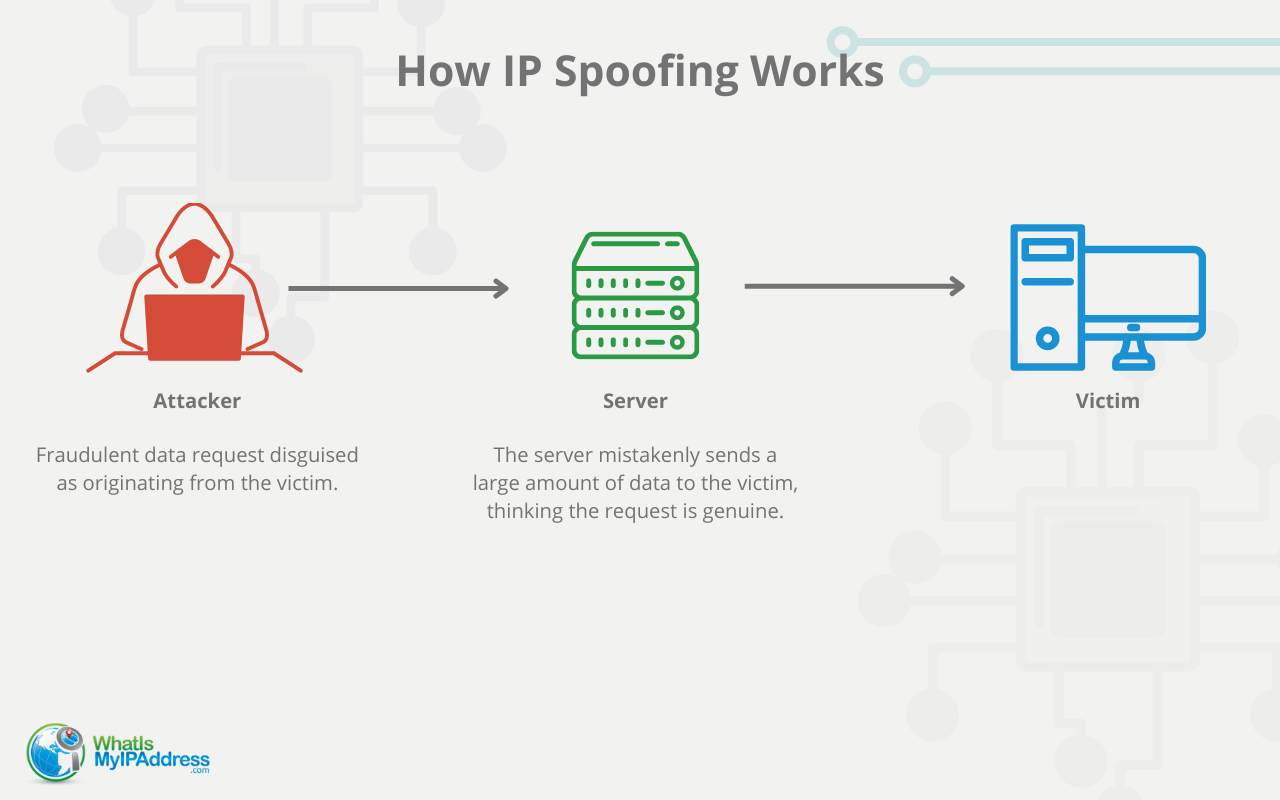 How IP Spoofing Works
Attacker
Server
Victim
Fraudulent data request disguised
as originating from the victim.
The server mistakenly sends a
large amount of data to the victim,
thinking the request is genuine.
WhatIs
MyIPAddress
.com